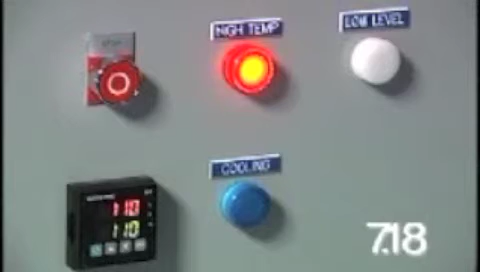 HIGH TEMP
LOW LEVEL
COOLING
110
110
7.18